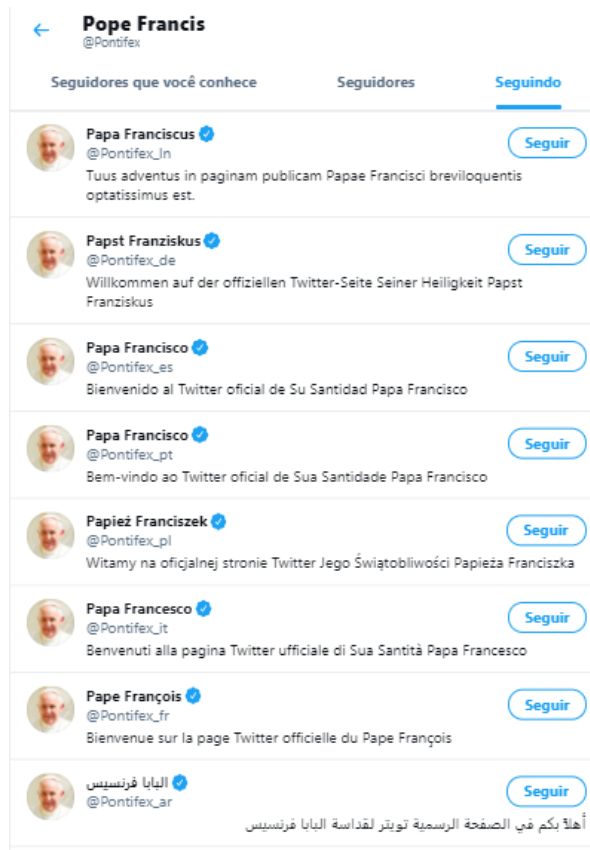 Pope Francis
@Pontifex
Seguidores que você conhece Seguidores Seguindo
Papa Franciscus
@Pontifex_ln
Seguir
Tuus adventus in paginam publicam Papae Francisci breviloquentis
optatissimus est.
Papst Franziskus
@Pontifex_de
Seguir
Willkommen auf der offiziellen Twitter-Seite Seiner Heiligkeit Papst
Franziskus
Papa Francisco
@Pontifex_es
Seguir
Bienvenido al Twitter oficial de Su Santidad Papa Francisco
Papa Francisco
@Pontifex_pt
Seguir
Bem-vindo ao Twitter oficial de Sua Santidade Papa Francisco
Papież Franciszek
@Pontifex_pl
Seguir
Witamy na oficjalnej stronie Twitter Jego Świątobliwości Papieża Franciszka
Papa Francesco
@Pontifex_it
Seguir
Benvenuti alla pagina Twitter ufficiale di Sua Santità Papa Francesco
Pape François
@Pontifex_fr
Seguir
Bienvenue sur la page Twitter officielle du Pape François
البابا فرنسيس
@Pontifex_ar
Seguir
أهلاً بكم في الصفحة الرسمية تويتر لقداسة البابا فرنسيس